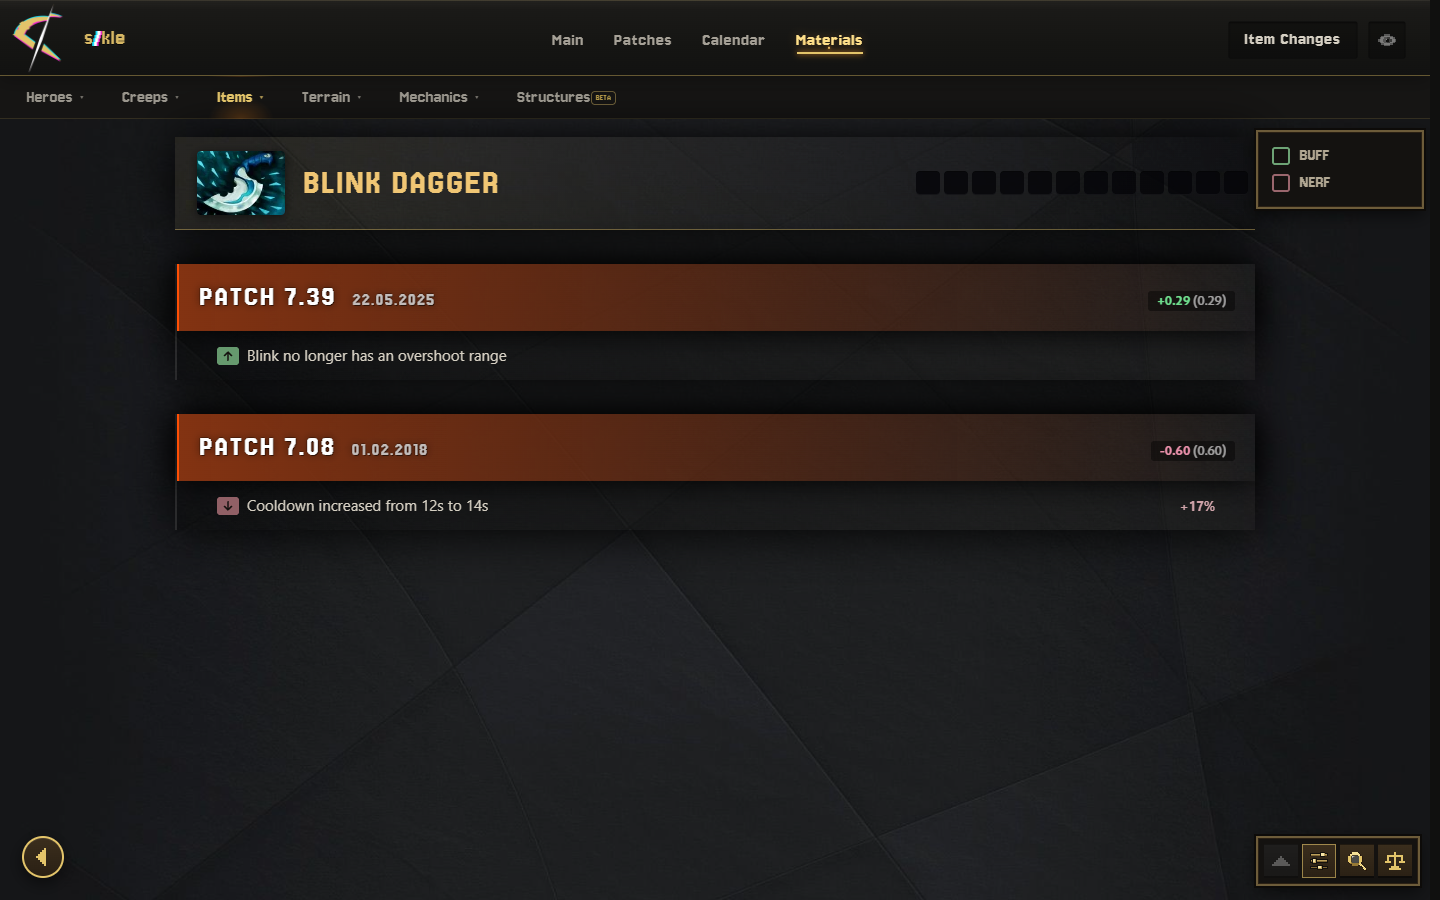 sikle
Main
Patches
Calendar
Materials
Item Changes
Heroes
Creeps
Items
Terrain
Mechanics
Structures BETA
BLINK DAGGER
BUFF
NERF
PATCH 7.39 22.05.2025 +0.29 (0.29)
Blink no longer has an overshoot range
PATCH 7.08 01.02.2018 -0.60 (0.60)
Cooldown increased from 12s to 14s +17%